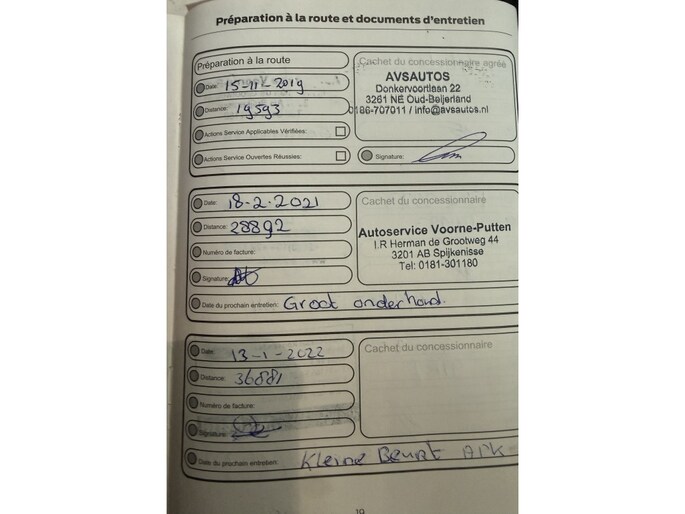 Préparation à la route et documents d'entretien
Préparation à la route
Date: 15-11-2019
Distance: 19593
Actions Service Applicables Vérifiées:
Actions Service Ouvertes Réussies:
Cachet du concessionnaire agréé
AVSAUTOS
Donkervoortlaan 22
3261 NE Oud-Beijerland
0186-707011 / info@avsautos.nl
Signature:
Date: 18-2-2021
Distance: 28892
Numéro de facture:
Signature:
Date du prochain entretien: Groot onderhoud.
Cachet du concessionnaire
Autoservice Voorne-Putten
I.R Herman de Grootweg 44
3201 AB Spijkenisse
Tel: 0181-301180
Date: 13-1-2022
Distance: 36881
Numéro de facture:
Signature:
Date du prochain entretien: Kleine Beurt APK
Cachet du concessionnaire
19